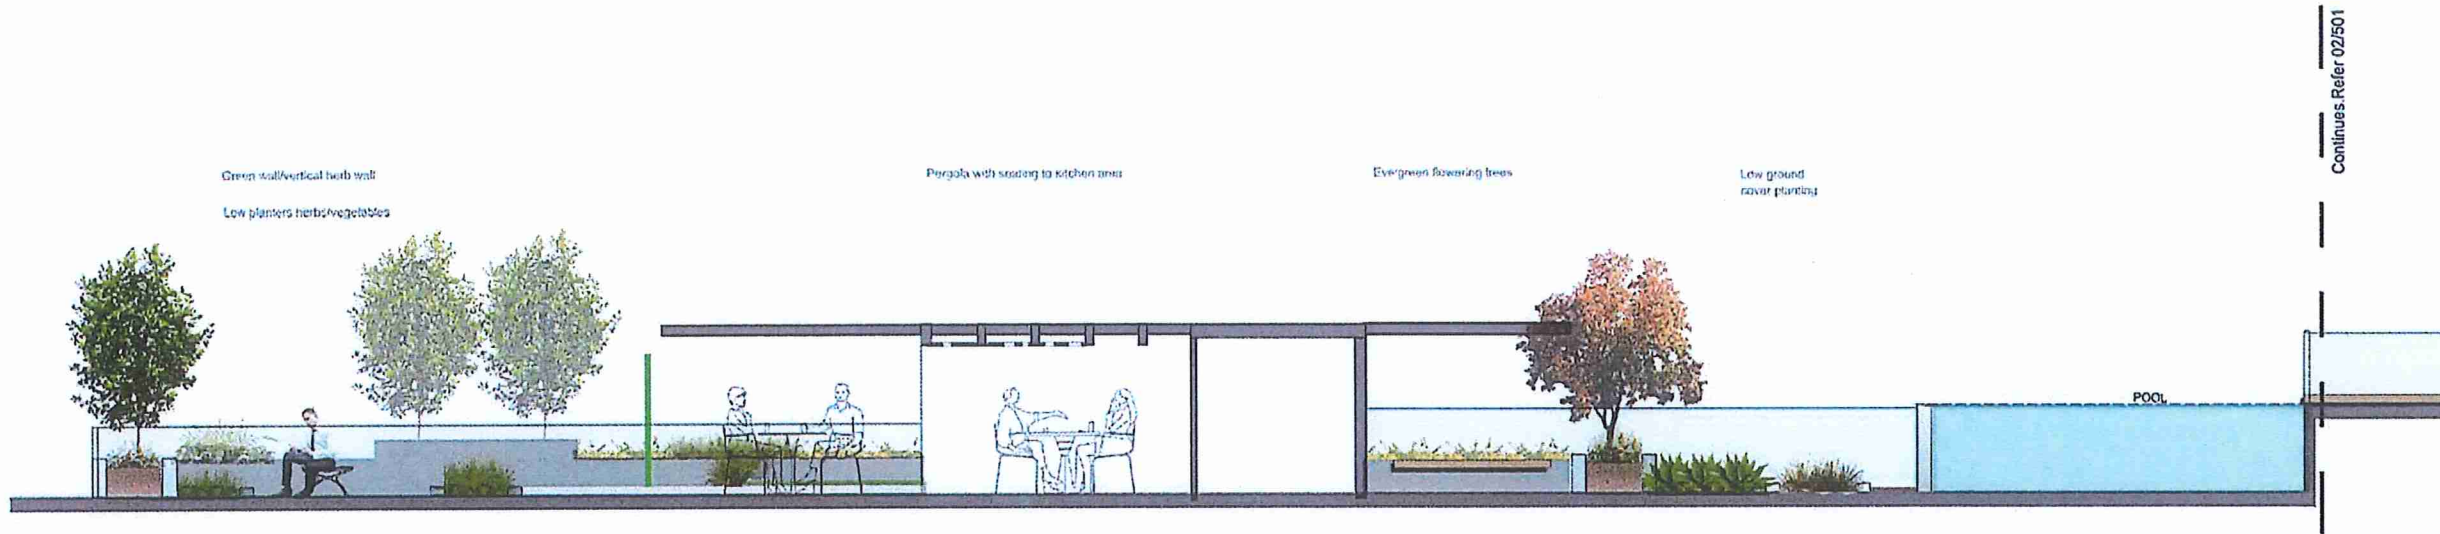 Green wall/vertical herb wall
Low planters herbs/vegetables
Pergola with seating to kitchen area
Evergreen flowering trees
Low ground
cover planting
POOL
Continues.Refer 02/501